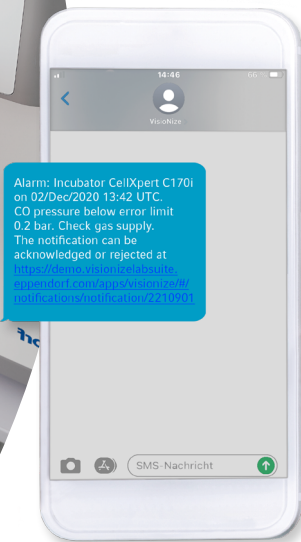 14:46
66 %
VisioNize
Alarm: Incubator CellXpert C170i
on 02/Dec/2020 13:42 UTC.
CO pressure below error limit
0.2 bar. Check gas supply.
The notification can be
acknowledged or rejected at
https://demo.visionizelabsuite.
eppendorf.com/apps/visionize/#/
notifications/notification/2210901
SMS-Nachricht